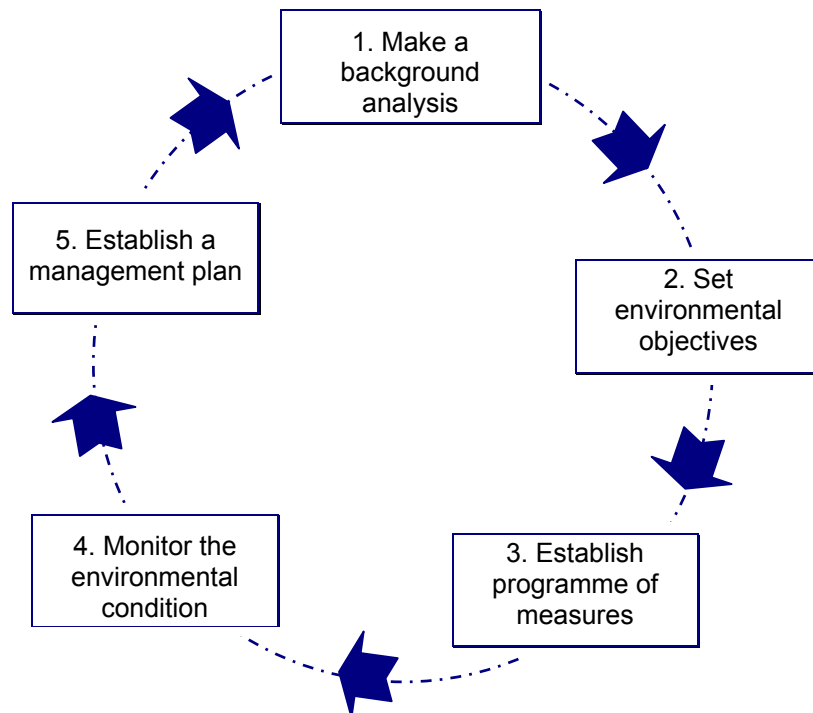 1. Make a
background
analysis
2. Set
environmental
objectives
3. Establish
programme of
measures
4. Monitor the
environmental
condition
5. Establish a
management plan